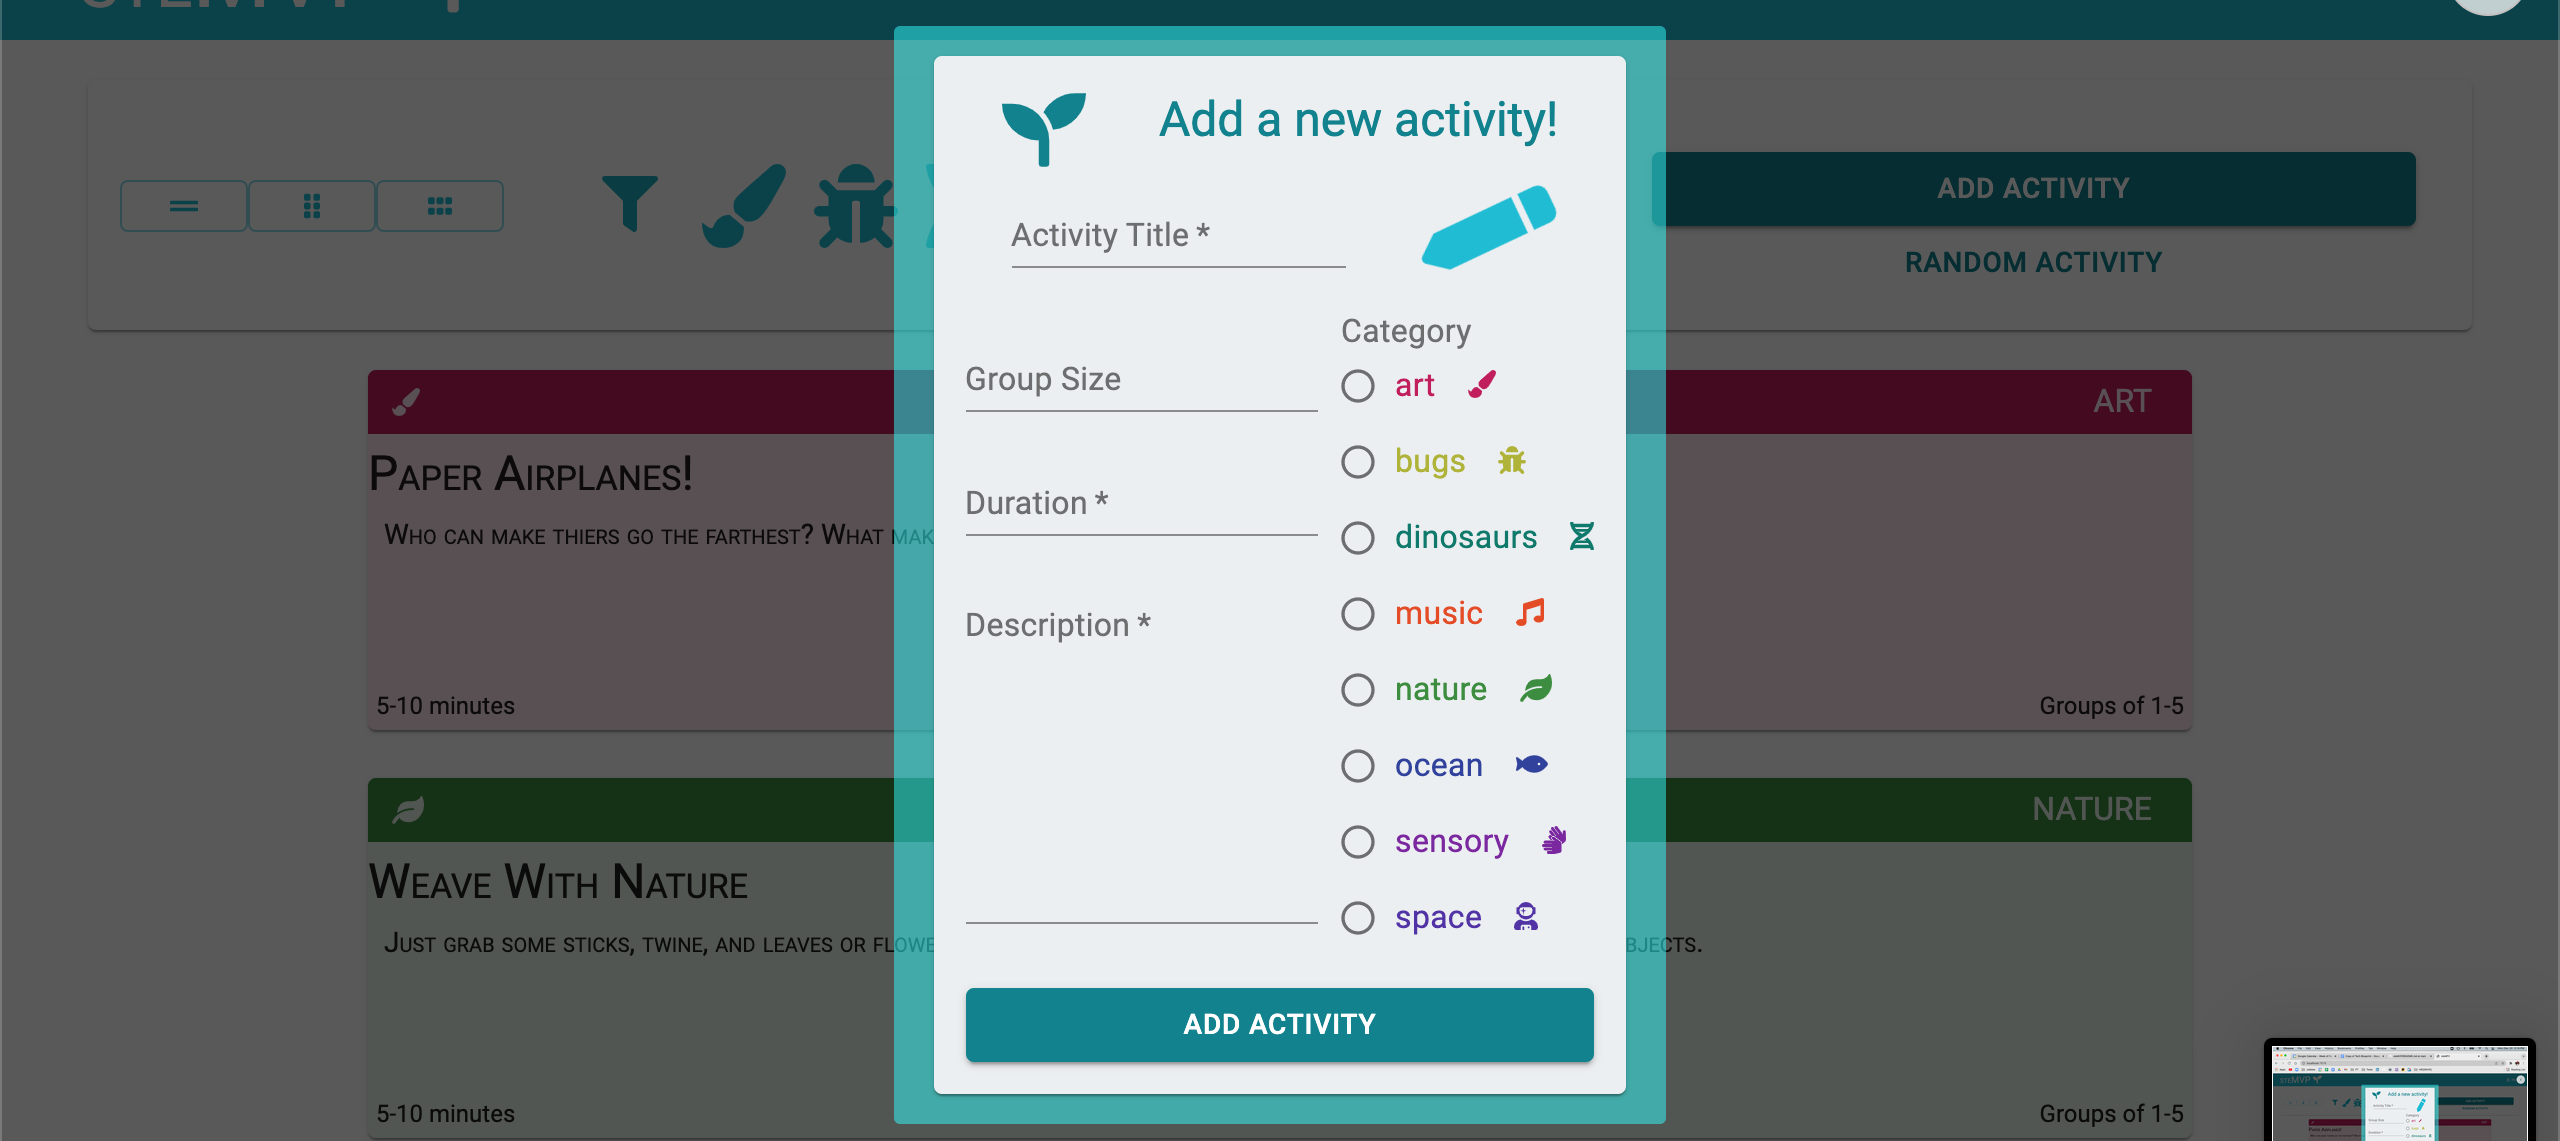 Add a new activity!
ADD ACTIVITY
Activity Title *
RANDOM ACTIVITY
Category
Group Size
art
ART
bugs
PAPER AIRPLANES!
Duration *
WHO CAN MAKE THIERS GO THE FARTHEST? WHAT MAK
dinosaurs
music
Description *
nature
5-10 minutes
Groups of 1-5
ocean
NATURE
sensory
WEAVE WITH NATURE
space
JUST GRAB SOME STICKS, TWINE, AND LEAVES OR FLOWE
BJECTS.
ADD ACTIVITY
5-10 minutes
Groups of 1-5